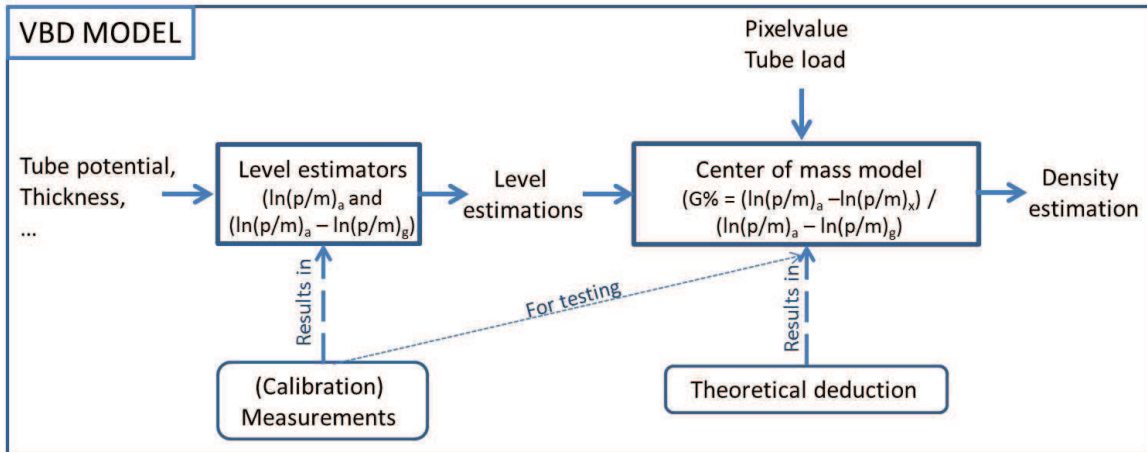 VBD MODEL
Pixelvalue
Tube load
Tube potential,
Thickness,
...
Level estimators
(ln(p/m)a and
(ln(p/m)a – ln(p/m)g)
Level
estimations
Center of mass model
(G% = (ln(p/m)a –ln(p/m)x) /
(ln(p/m)a – ln(p/m)g)
Density
estimation
Results in
For testing
Results in
(Calibration)
Measurements
Theoretical deduction